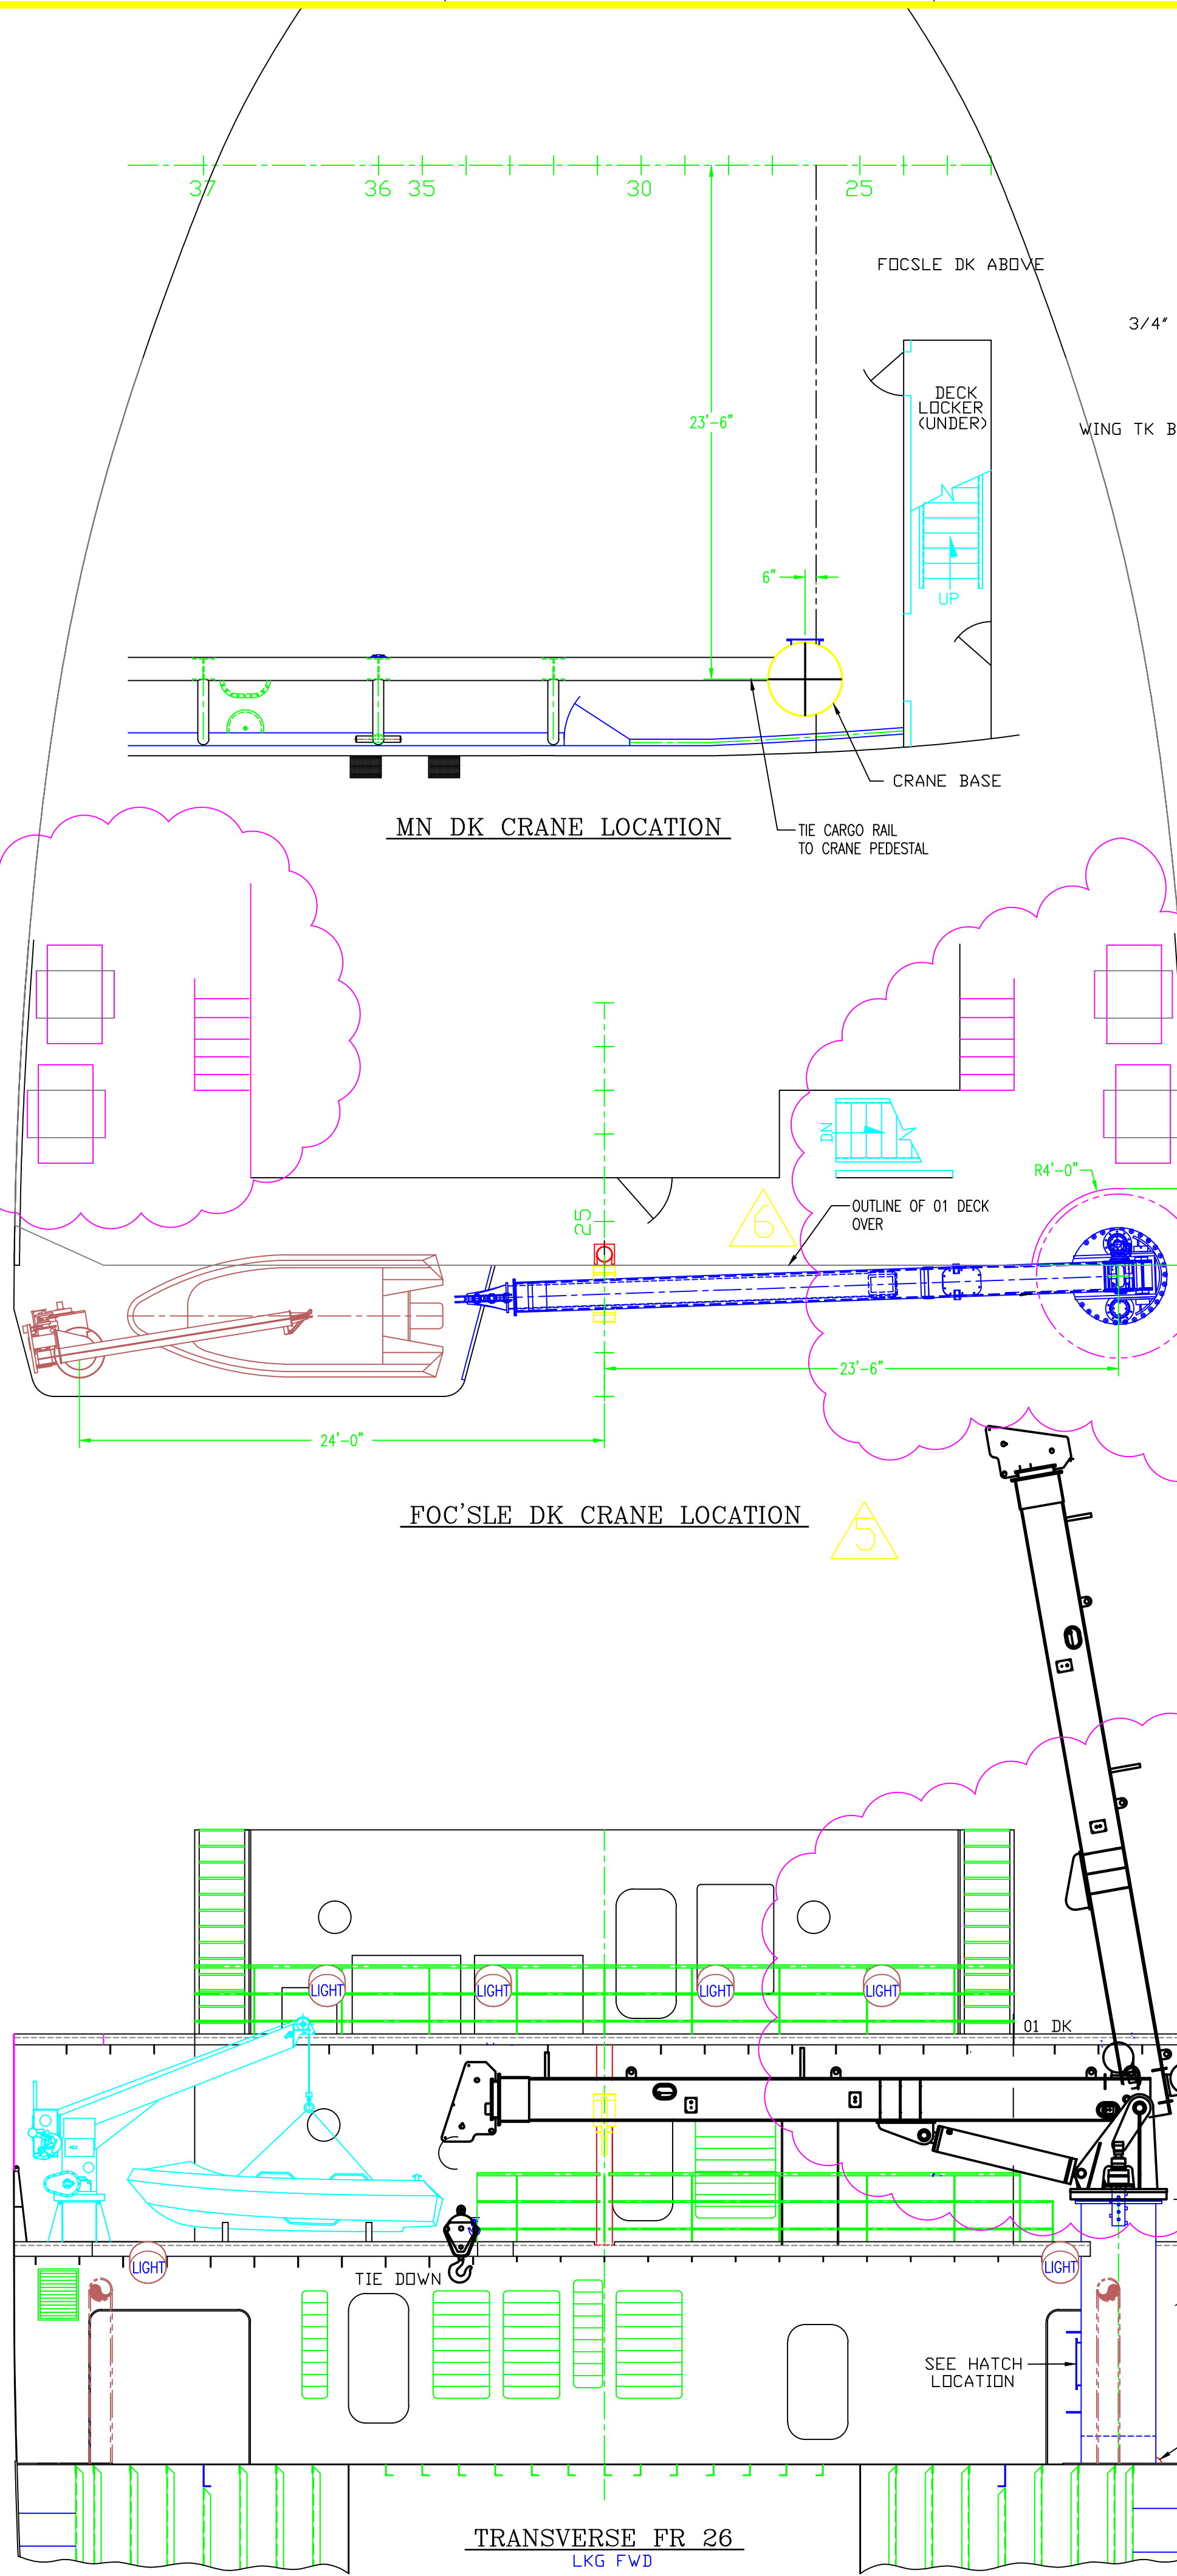 37
36 35
30
25
FOCSLE DK ABOVE
3/4"
DECK
LOCKER
(UNDER)
23'-6"
WING TK B
6"
UP
CRANE BASE
MN DK CRANE LOCATION
TIE CARGO RAIL
TO CRANE PEDESTAL
DN
R4'-0"
25
6
OUTLINE OF 01 DECK
OVER
23'-6"
24'-0"
FOC'SLE DK CRANE LOCATION
5
LIGHT
LIGHT
LIGHT
LIGHT
01 DK
LIGHT
LIGHT
TIE DOWN
SEE HATCH
LOCATION
TRANSVERSE FR 26
LKG FWD